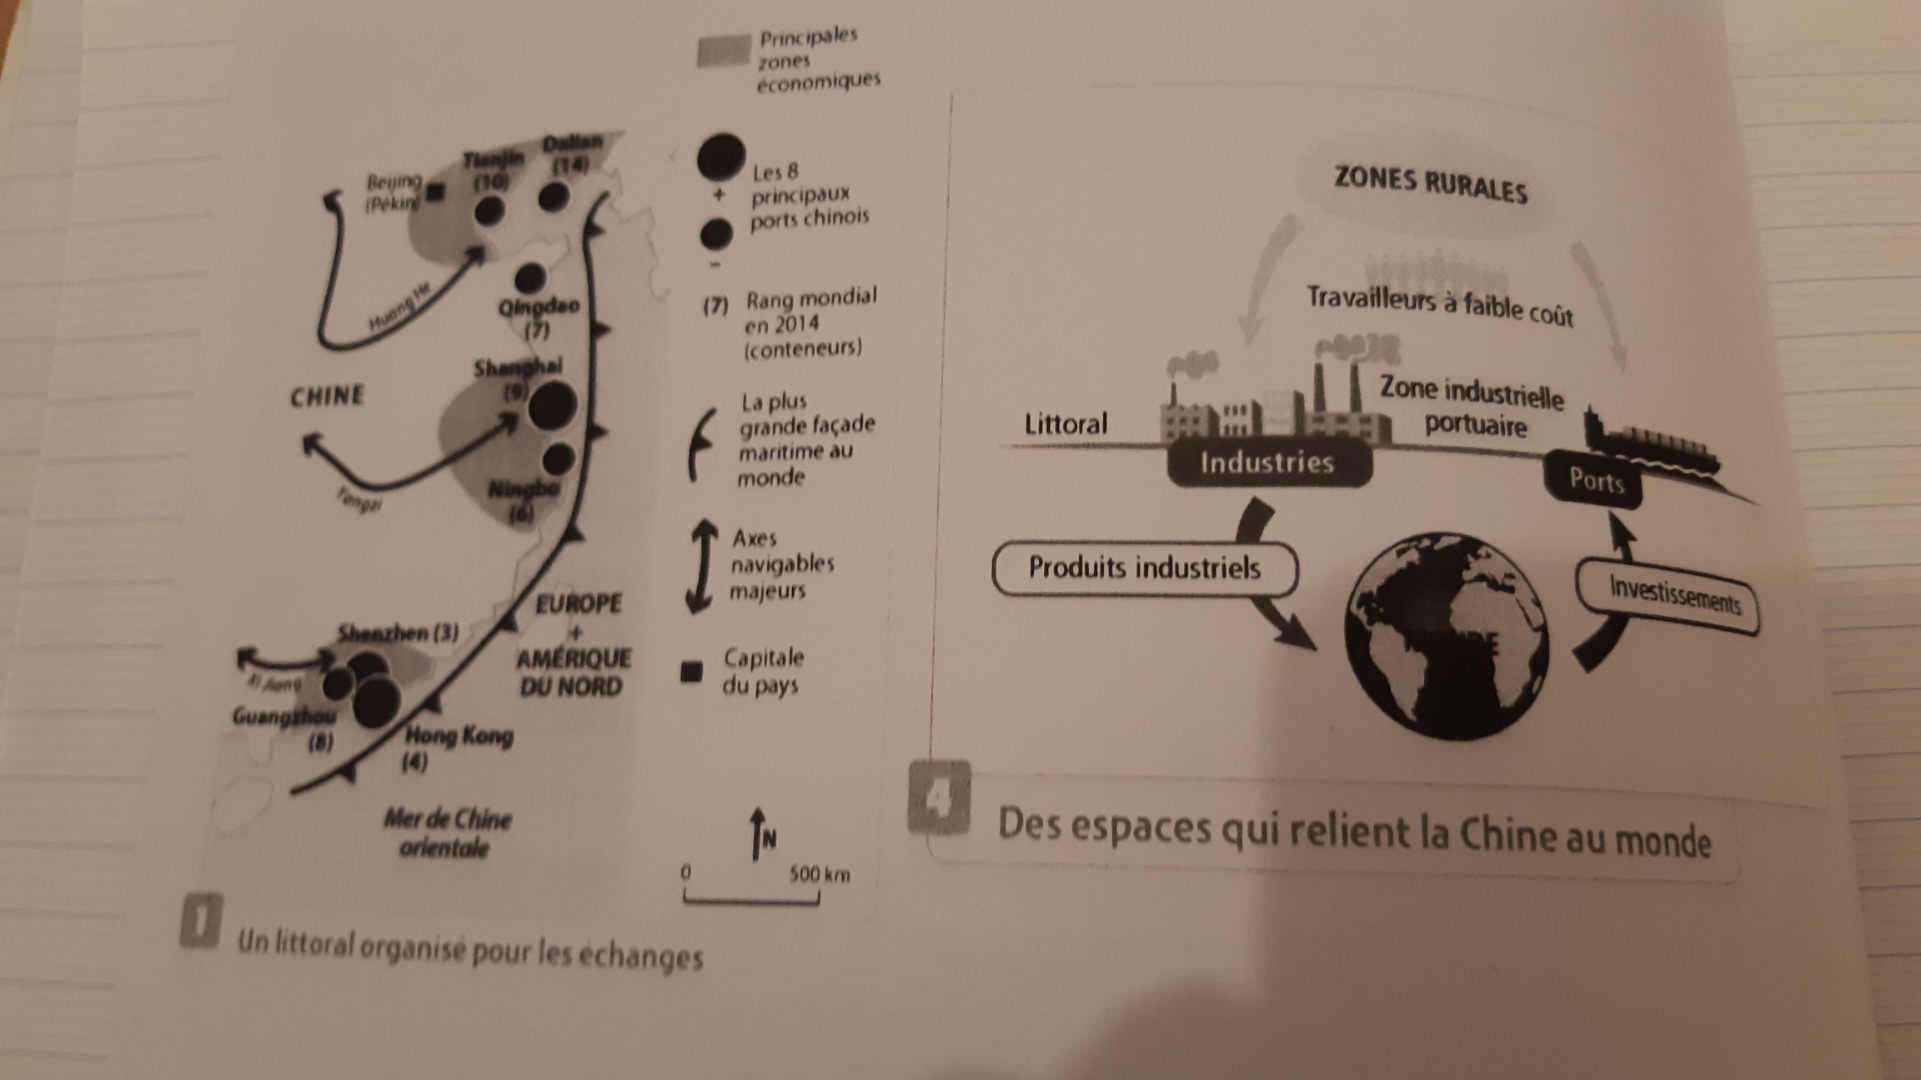 Principales
zones
économiques
Dalian
(14)
Tianjin
(10)
Beijing
(Pékin)
Les 8
principaux
ports chinois
+
-
Huang He
Qingdao
(7)
(7) Rang mondial
en 2014
(conteneurs)
Shanghai
(9)
CHINE
La plus
grande façade
maritime au
monde
Yangzi
Ningbo
(6)
Axes
navigables
majeurs
EUROPE
+
AMÉRIQUE
DU NORD
Shenzhen (3)
Xi Jiang
Capitale
du pays
Guangzhou
(8)
Hong Kong
(4)
Mer de Chine
orientale
N
0 500 km
1 Un littoral organisé pour les échanges
ZONES RURALES
Travailleurs à faible coût
Zone industrielle
portuaire
Littoral
Industries
Ports
Produits industriels
Investissements
MONDE
4 Des espaces qui relient la Chine au monde